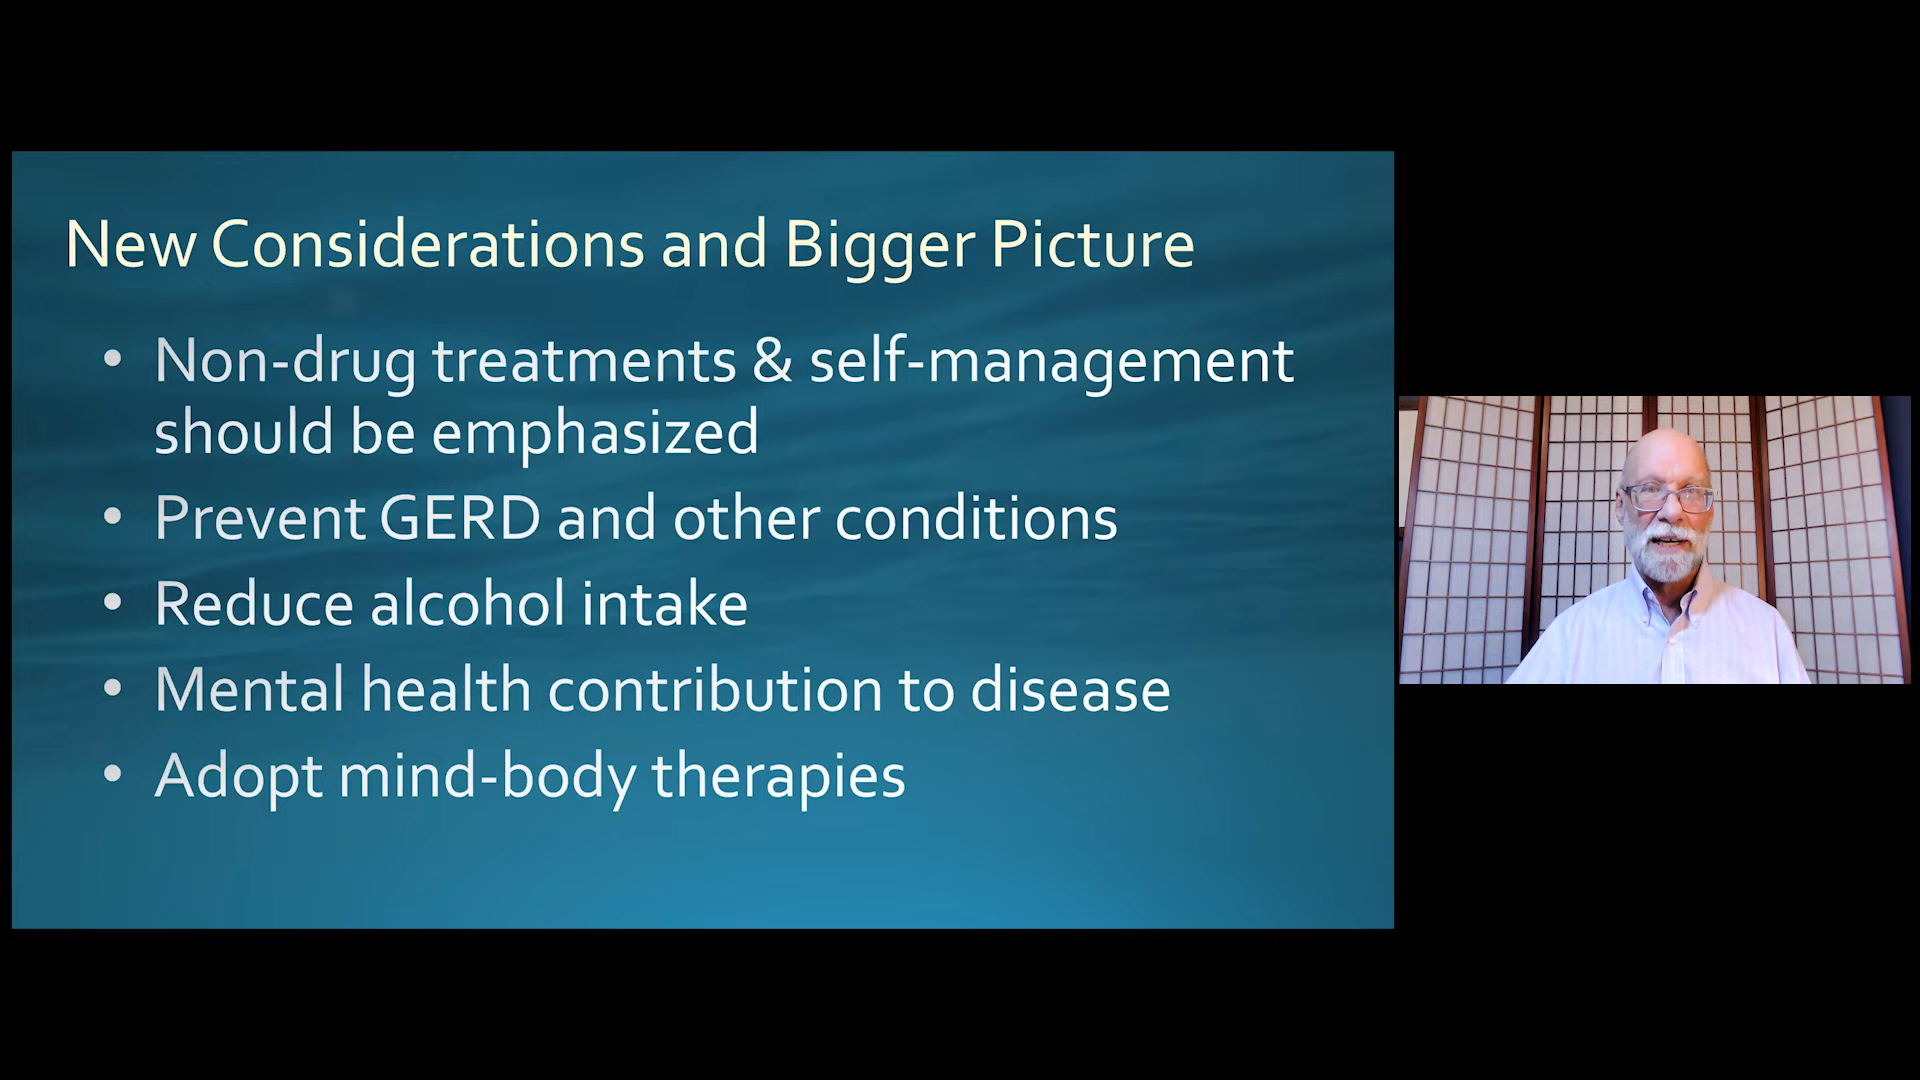 New Considerations and Bigger Picture
• Non-drug treatments & self-management
should be emphasized
• Prevent GERD and other conditions
• Reduce alcohol intake
• Mental health contribution to disease
• Adopt mind-body therapies